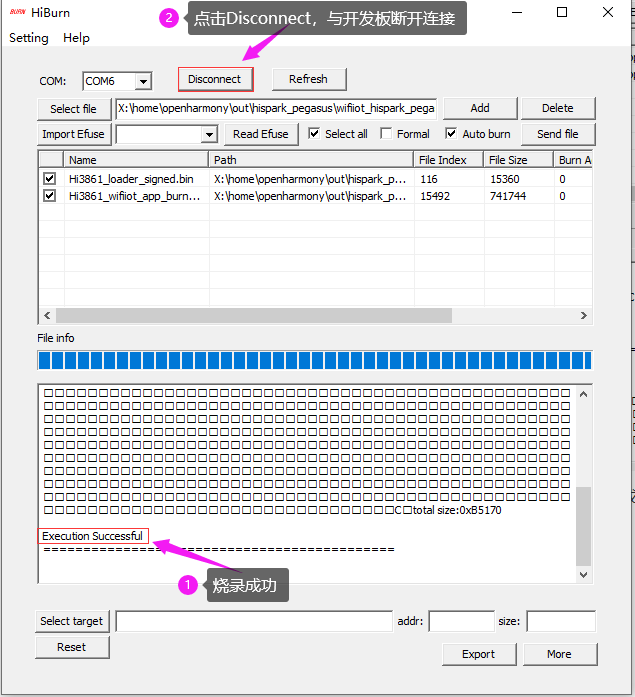 BURN HiBurn
2 点击Disconnect，与开发板断开连接
Setting Help
COM: COM6 Disconnect Refresh
Select file X:\home\openharmony\out\hispark_pegasus\wifiiot_hispark_pega Add Delete
Import Efuse Read Efuse Select all Formal Auto burn Send file
Name Path File Index File Size Burn A
Hi3861_loader_signed.bin X:\home\openharmony\out\hispark_p... 116 15360 0
Hi3861_wifiiot_app_burn... X:\home\openharmony\out\hispark_p... 15492 741744 0
File info
C□total size:0xB5170
Execution Successful
============================================
1 烧录成功
Select target addr: size:
Reset
Export More